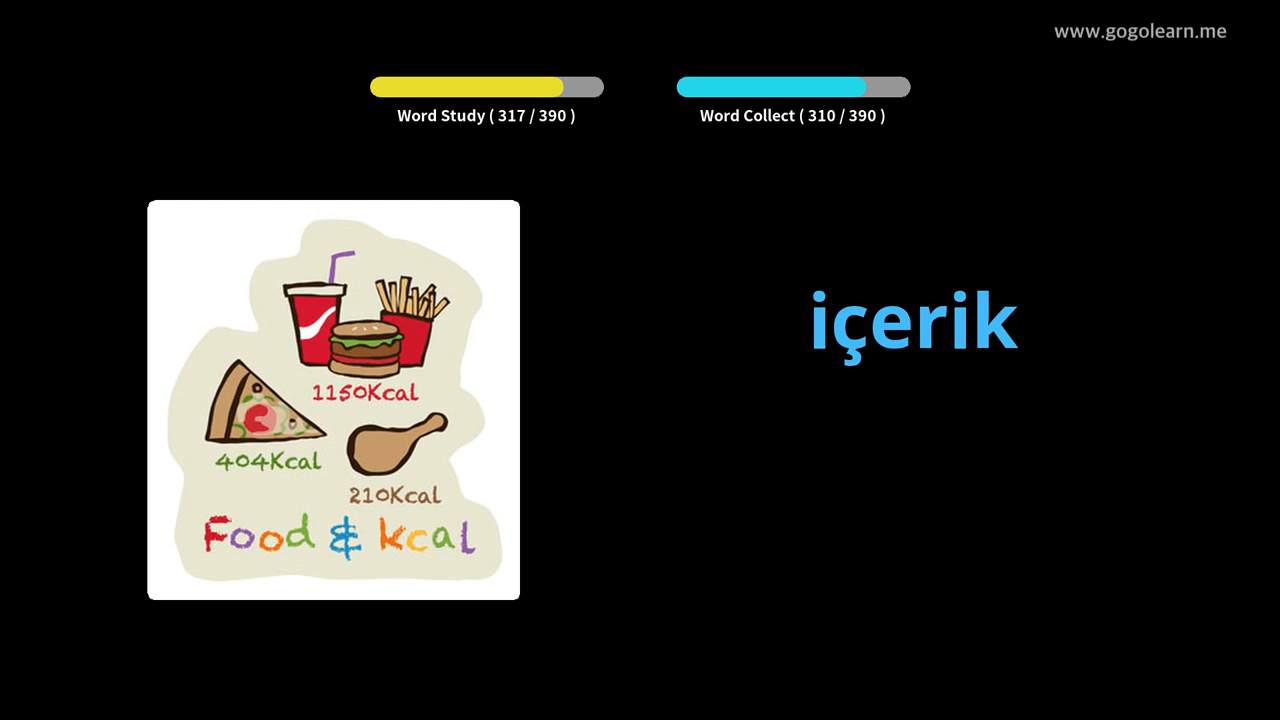 www.gogolearn.me
Word Study ( 317 / 390 )
Word Collect ( 310 / 390 )
içerik
1150Kcal
404Kcal
210Kcal
Food & kcal